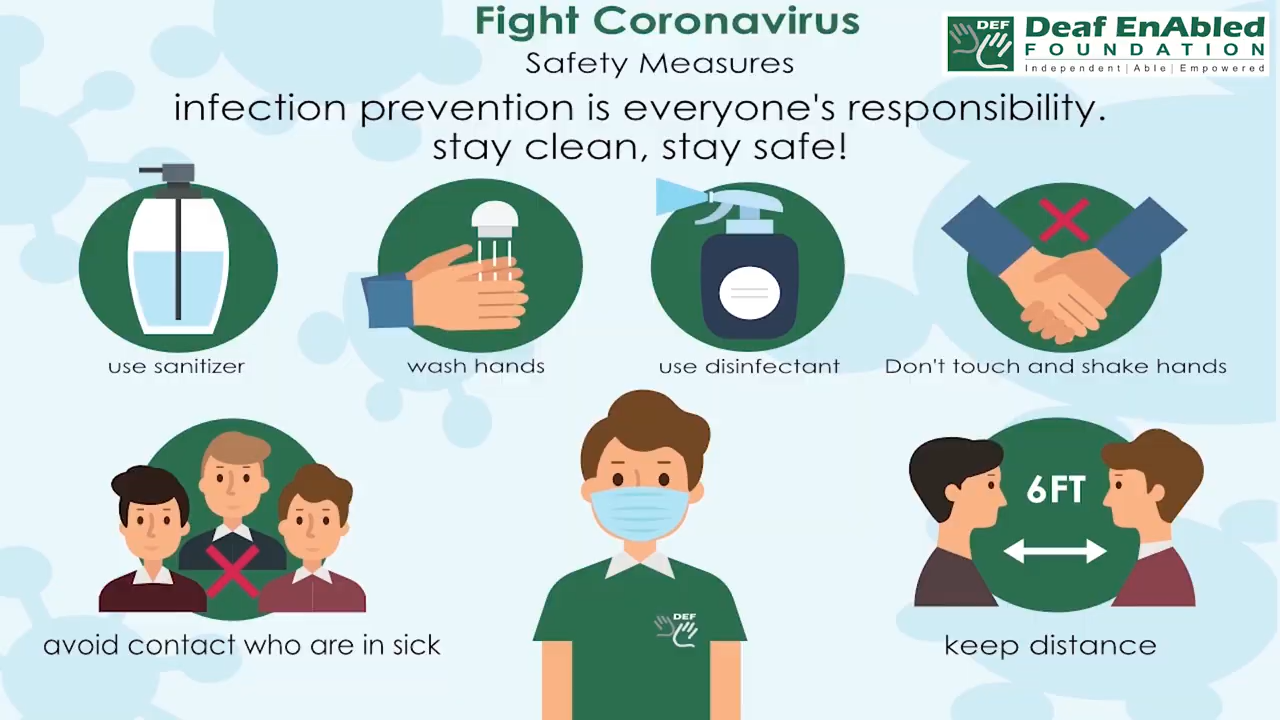 Fight Coronavirus
Safety Measures
DEF
Deaf EnAbled
FOUNDATION
Independent | Able | Empowered
infection prevention is everyone's responsibility.
stay clean, stay safe!
use sanitizer
wash hands
use disinfectant
Don't touch and shake hands
6 FT
DEF
avoid contact who are in sick
keep distance